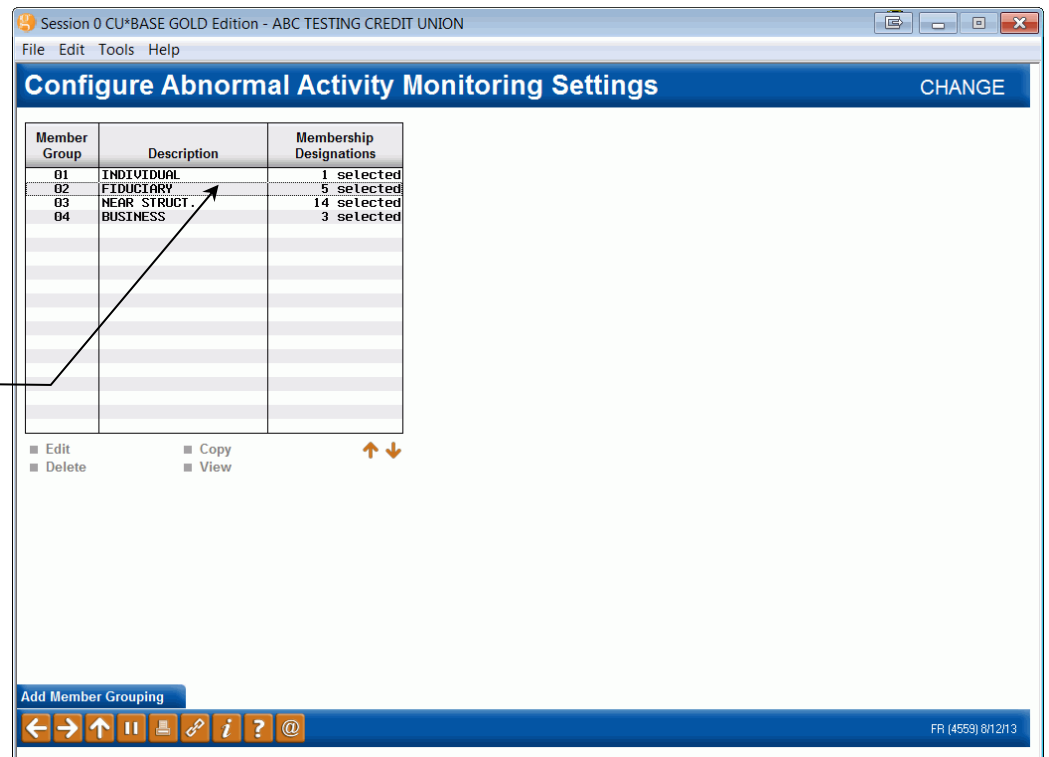 Session 0 CU*BASE GOLD Edition - ABC TESTING CREDIT UNION
File Edit Tools Help
Configure Abnormal Activity Monitoring Settings CHANGE
Member Group Description Membership Designations
01 INDIVIDUAL 1 selected
02 FIDUCIARY 5 selected
03 NEAR STRUCT. 14 selected
04 BUSINESS 3 selected
Edit Copy
Delete View
Add Member Grouping
i ? @
FR (4559) 8/12/13